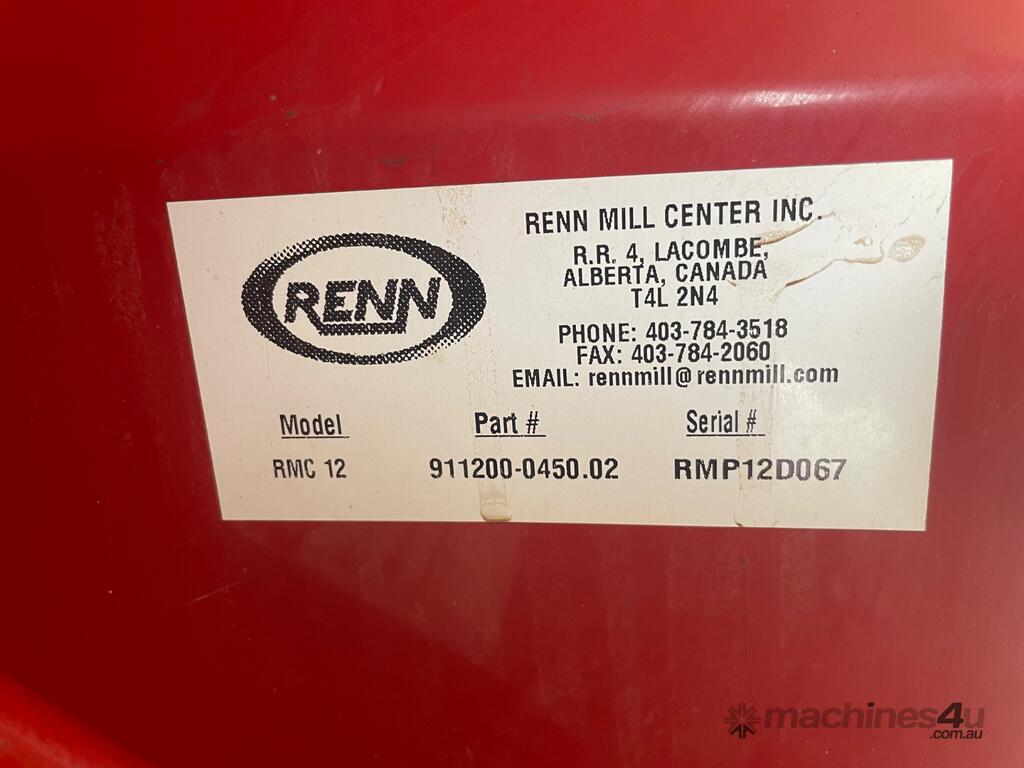 RENN
RENN MILL CENTER INC.
R.R. 4, LACOMBE,
ALBERTA, CANADA
T4L 2N4
PHONE: 403-784-3518
FAX: 403-784-2060
EMAIL: rennmill@rennmill.com
Model Part # Serial #
RMC 12 911200-0450.02 RMP12D067
machines4u
.com.au